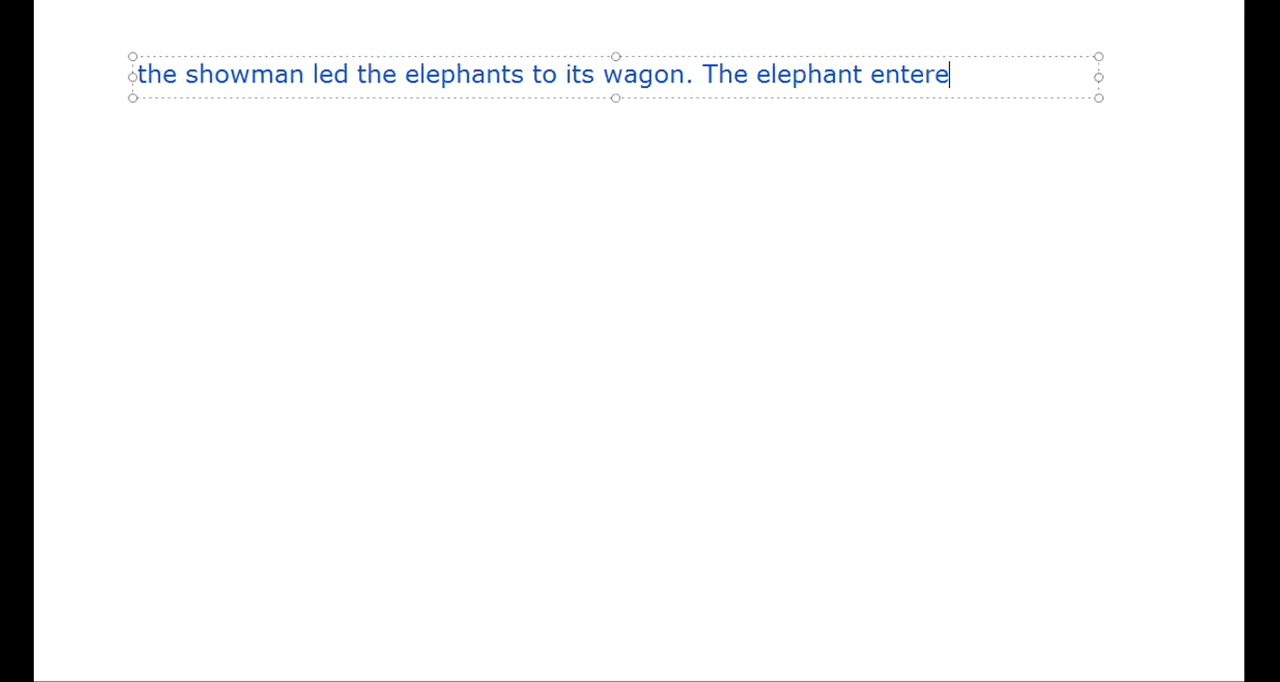 the showman led the elephants to its wagon. The elephant entere